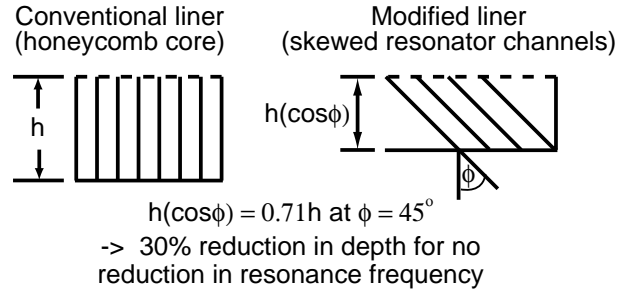 Conventional liner
(honeycomb core)
Modified liner
(skewed resonator channels)
h
h(cosϕ)
ϕ
h(cosϕ) = 0.71h at ϕ = 45°
-> 30% reduction in depth for no
reduction in resonance frequency